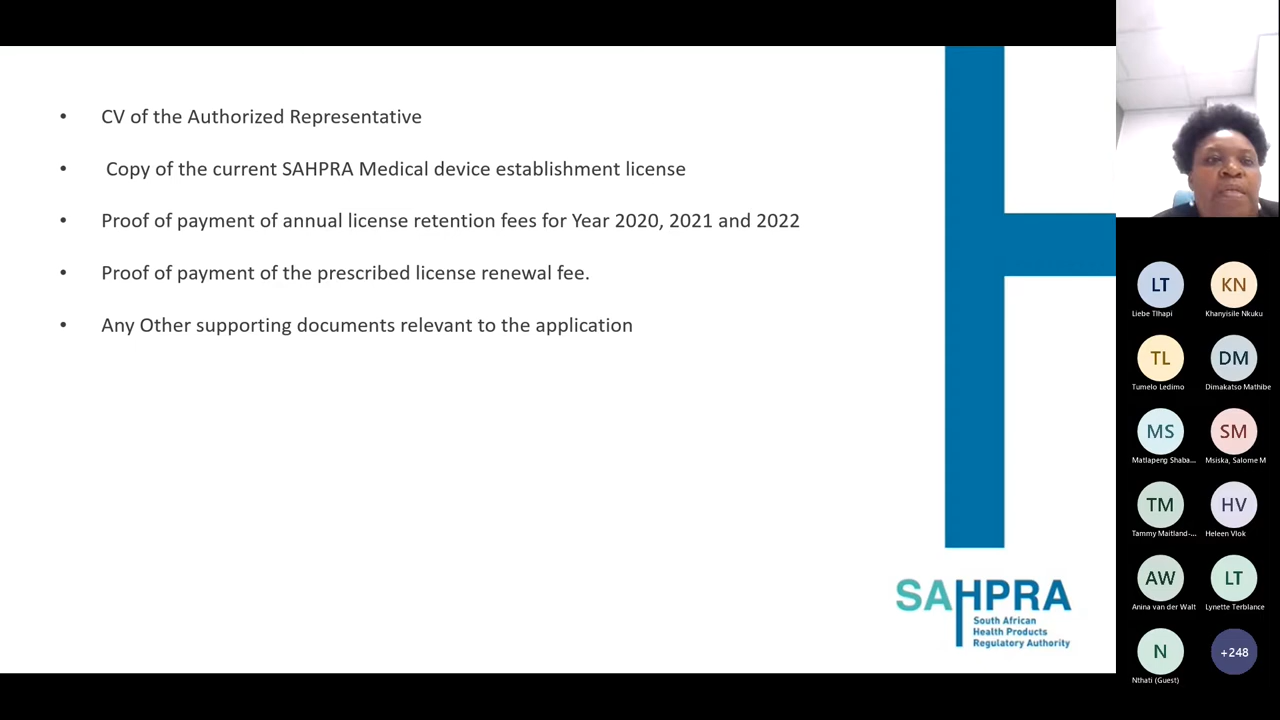 • CV of the Authorized Representative
• Copy of the current SAHPRA Medical device establishment license
• Proof of payment of annual license retention fees for Year 2020, 2021 and 2022
• Proof of payment of the prescribed license renewal fee.
• Any Other supporting documents relevant to the application
SAHPRA
South African
Health Products
Regulatory Authority
LT KN
Liebe Tlhapi Khanyisile Nkuku
TL DM
Tumelo Ledimo Dimakatso Mathibe
MS SM
Matlapeng Shaba... Msiska, Salome M
TM HV
Tammy Maitland-... Heleen Vlok
AW LT
Anina van der Walt Lynette Terblance
N +248
Nthati (Guest)